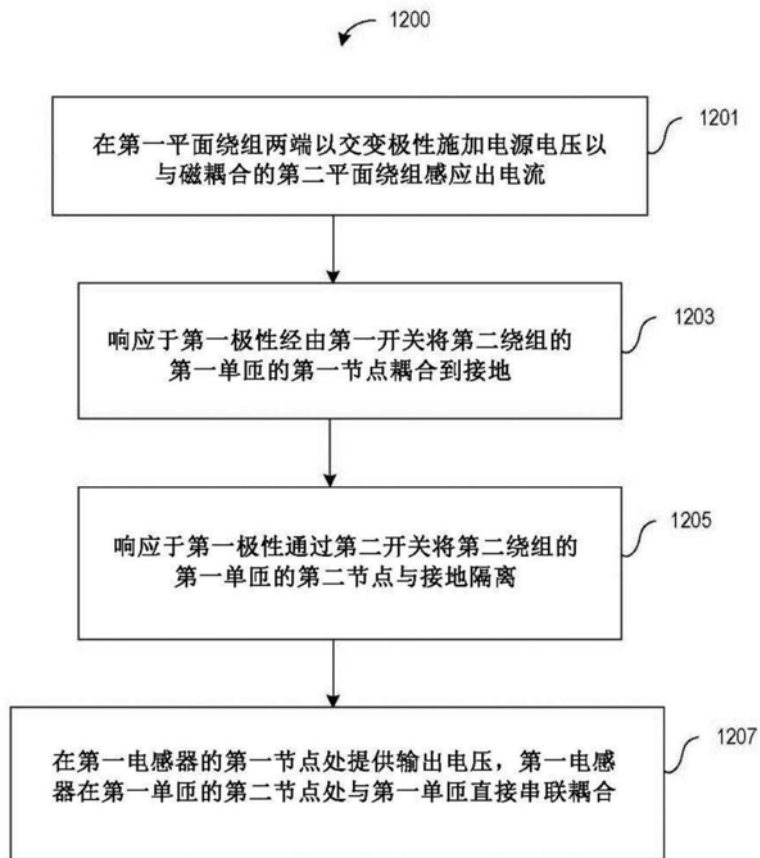 1200
在第一平面绕组两端以交变极性施加电源电压以
与磁耦合的第二平面绕组感应出电流
1201
响应于第一极性经由第一开关将第二绕组的
第一单匝的第一节点耦合到接地
1203
响应于第一极性通过第二开关将第二绕组的
第一单匝的第二节点与接地隔离
1205
在第一电感器的第一节点处提供输出电压，第一电感
器在第一单匝的第二节点处与第一单匝直接串联耦合
1207